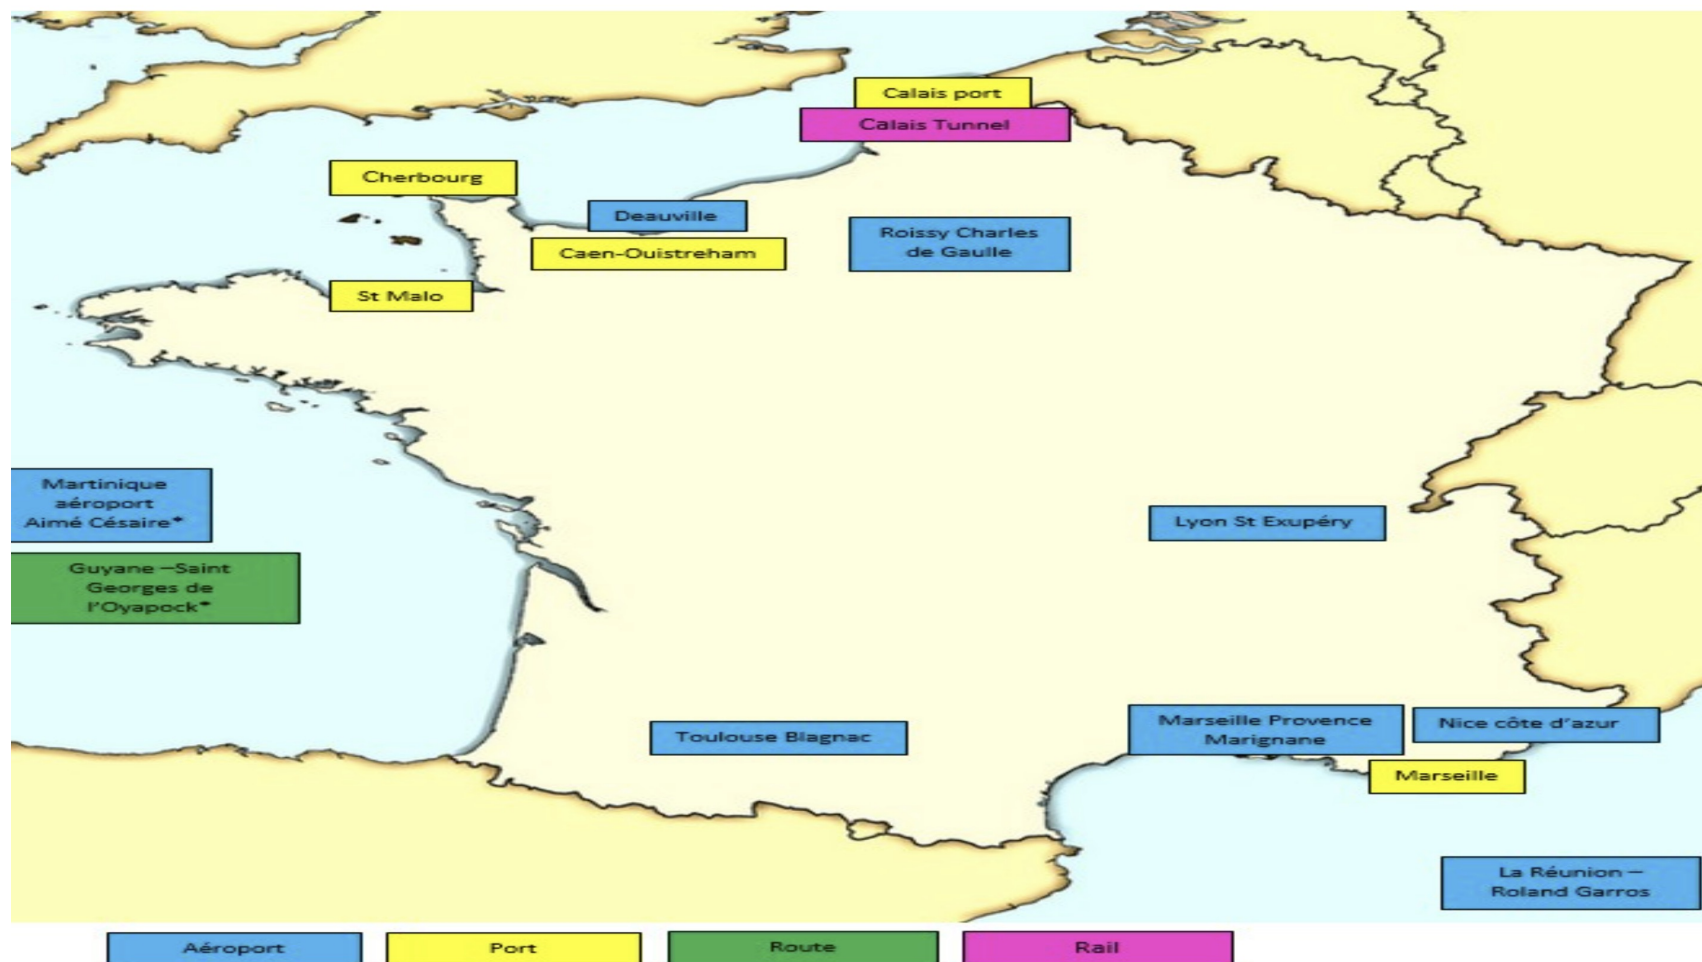 Calais port
Calais Tunnel
Cherbourg
Deauville
Roissy Charles
de Gaulle
Caen-Ouistreham
St Malo
Martinique
aéroport
Aimé Césaire*
Lyon St Exupéry
Guyane –Saint
Georges de
l'Oyapock*
Toulouse Blagnac
Marseille Provence
Marignane
Nice côte d'azur
Marseille
La Réunion –
Roland Garros
Aéroport
Port
Route
Rail